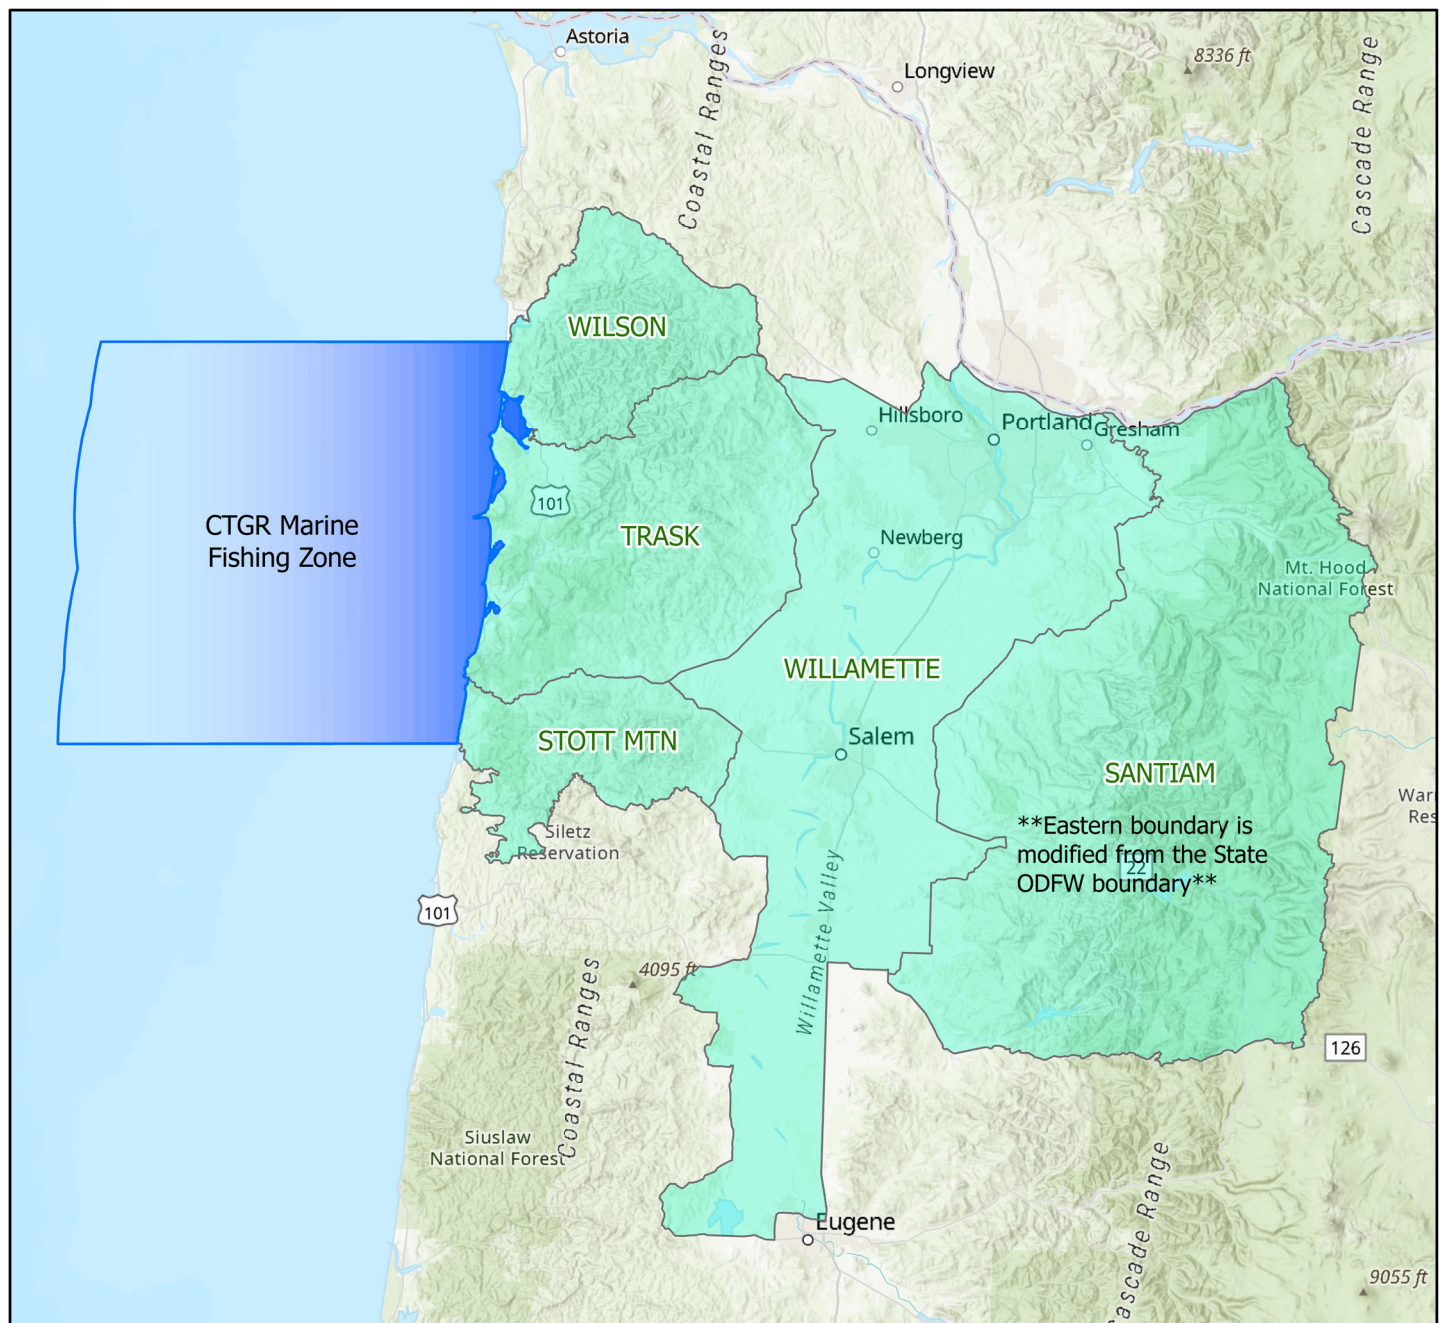 Astoria
8336 ft
Longview
Coastal Ranges
Cascade Range
WILSON
Hillsboro
Portland
Gresham
101
CTGR Marine
Fishing Zone
TRASK
Newberg
Mt. Hood
National Forest
WILLAMETTE
STOTT MTN
Salem
SANTIAM
**Eastern boundary is
modified from the State
ODFW boundary**
22
Siletz
Reservation
101
Willamette Valley
4095 ft
Coastal Ranges
126
Siuslaw
National Forest
Eugene
9055 ft